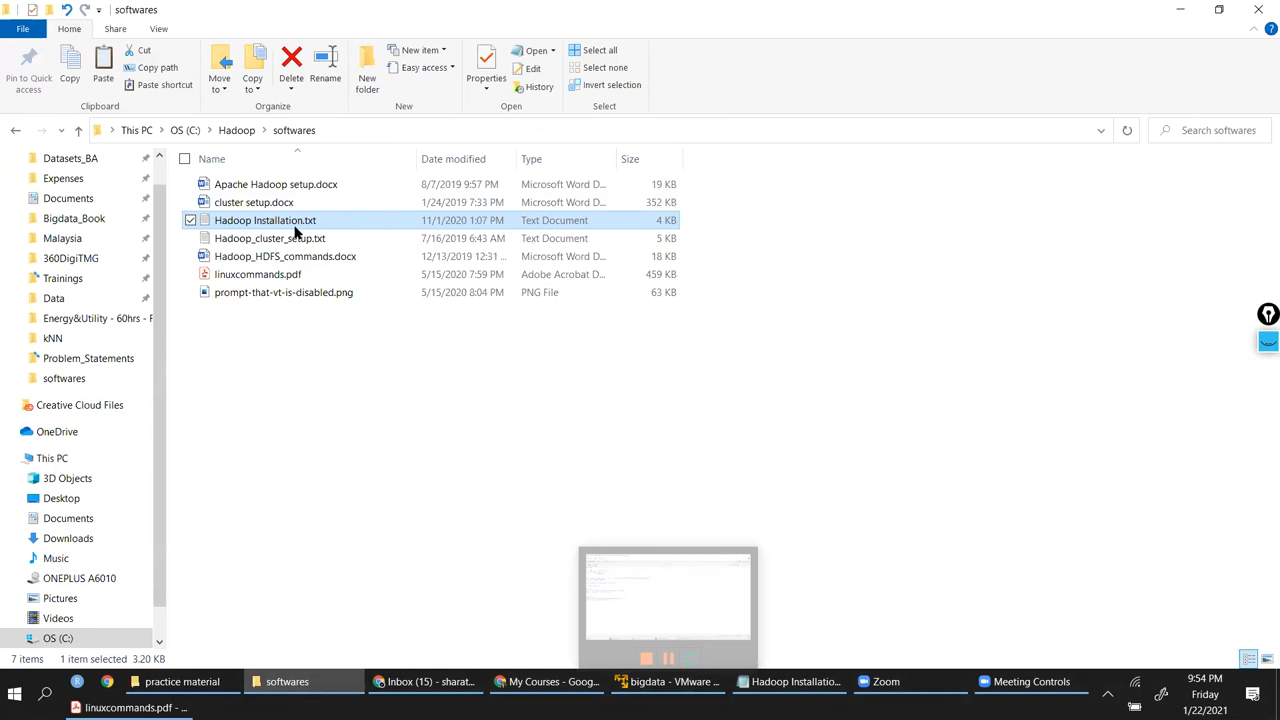 softwares
File Home Share View
Pin to Quick access
Copy
Paste
Cut
Copy path
Paste shortcut
Clipboard
Move to
Copy to
Delete
Rename
Organize
New folder
New item
Easy access
New
Properties
Open
Edit
History
Open
Select all
Select none
Invert selection
Select
This PC > OS (C:) > Hadoop > softwares
Search softwares
Name Date modified Type Size
Apache Hadoop setup.docx 8/7/2019 9:57 PM Microsoft Word D... 19 KB
cluster setup.docx 1/24/2019 7:33 PM Microsoft Word D... 352 KB
Hadoop Installation.txt 11/1/2020 1:07 PM Text Document 4 KB
Hadoop_cluster_setup.txt 7/16/2019 6:43 AM Text Document 5 KB
Hadoop_HDFS_commands.docx 12/13/2019 12:31 ... Microsoft Word D... 18 KB
linuxcommands.pdf 5/15/2020 7:59 PM Adobe Acrobat D... 459 KB
prompt-that-vt-is-disabled.png 5/15/2020 8:04 PM PNG File 63 KB
Datasets_BA
Expenses
Documents
Bigdata_Book
Malaysia
360DigiTMG
Trainings
Data
Energy&Utility - 60hrs - F
kNN
Problem_Statements
softwares
Creative Cloud Files
OneDrive
This PC
3D Objects
Desktop
Documents
Downloads
Music
ONEPLUS A6010
Pictures
Videos
OS (C:)
7 items 1 item selected 3.20 KB
practice material
softwares
Inbox (15) - sharat...
My Courses - Goog...
bigdata - VMware ...
Hadoop Installatio...
Zoom
Meeting Controls
linuxcommands.pdf - ...
9:54 PM
Friday
1/22/2021